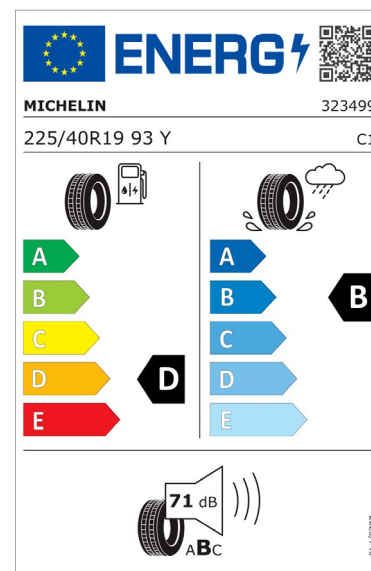 ENERG
MICHELIN 323499
225/40R19 93 Y C1
A A
B B B
C C
D D D
E E
71 dB
ABC